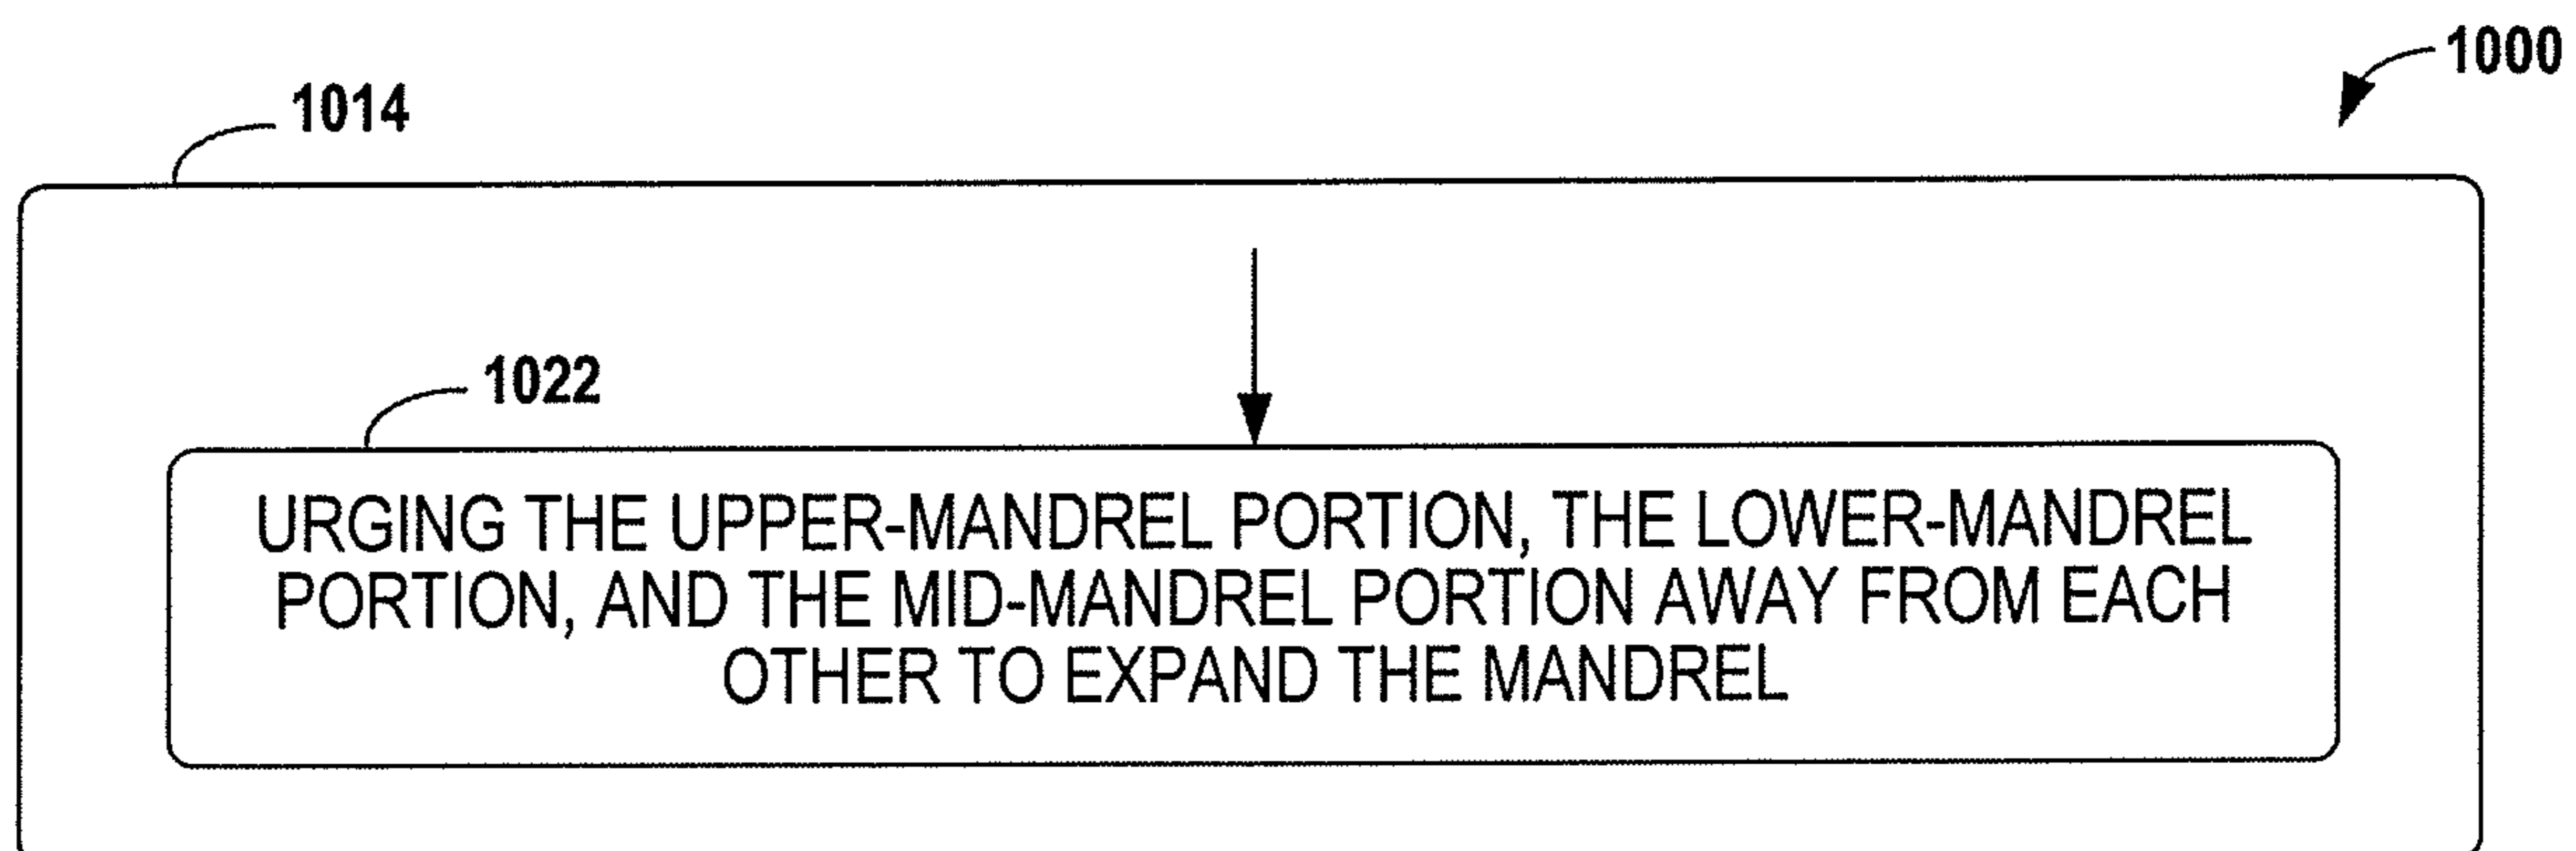 1000
1014
1022
URGING THE UPPER-MANDREL PORTION, THE LOWER-MANDREL
PORTION, AND THE MID-MANDREL PORTION AWAY FROM EACH
OTHER TO EXPAND THE MANDREL